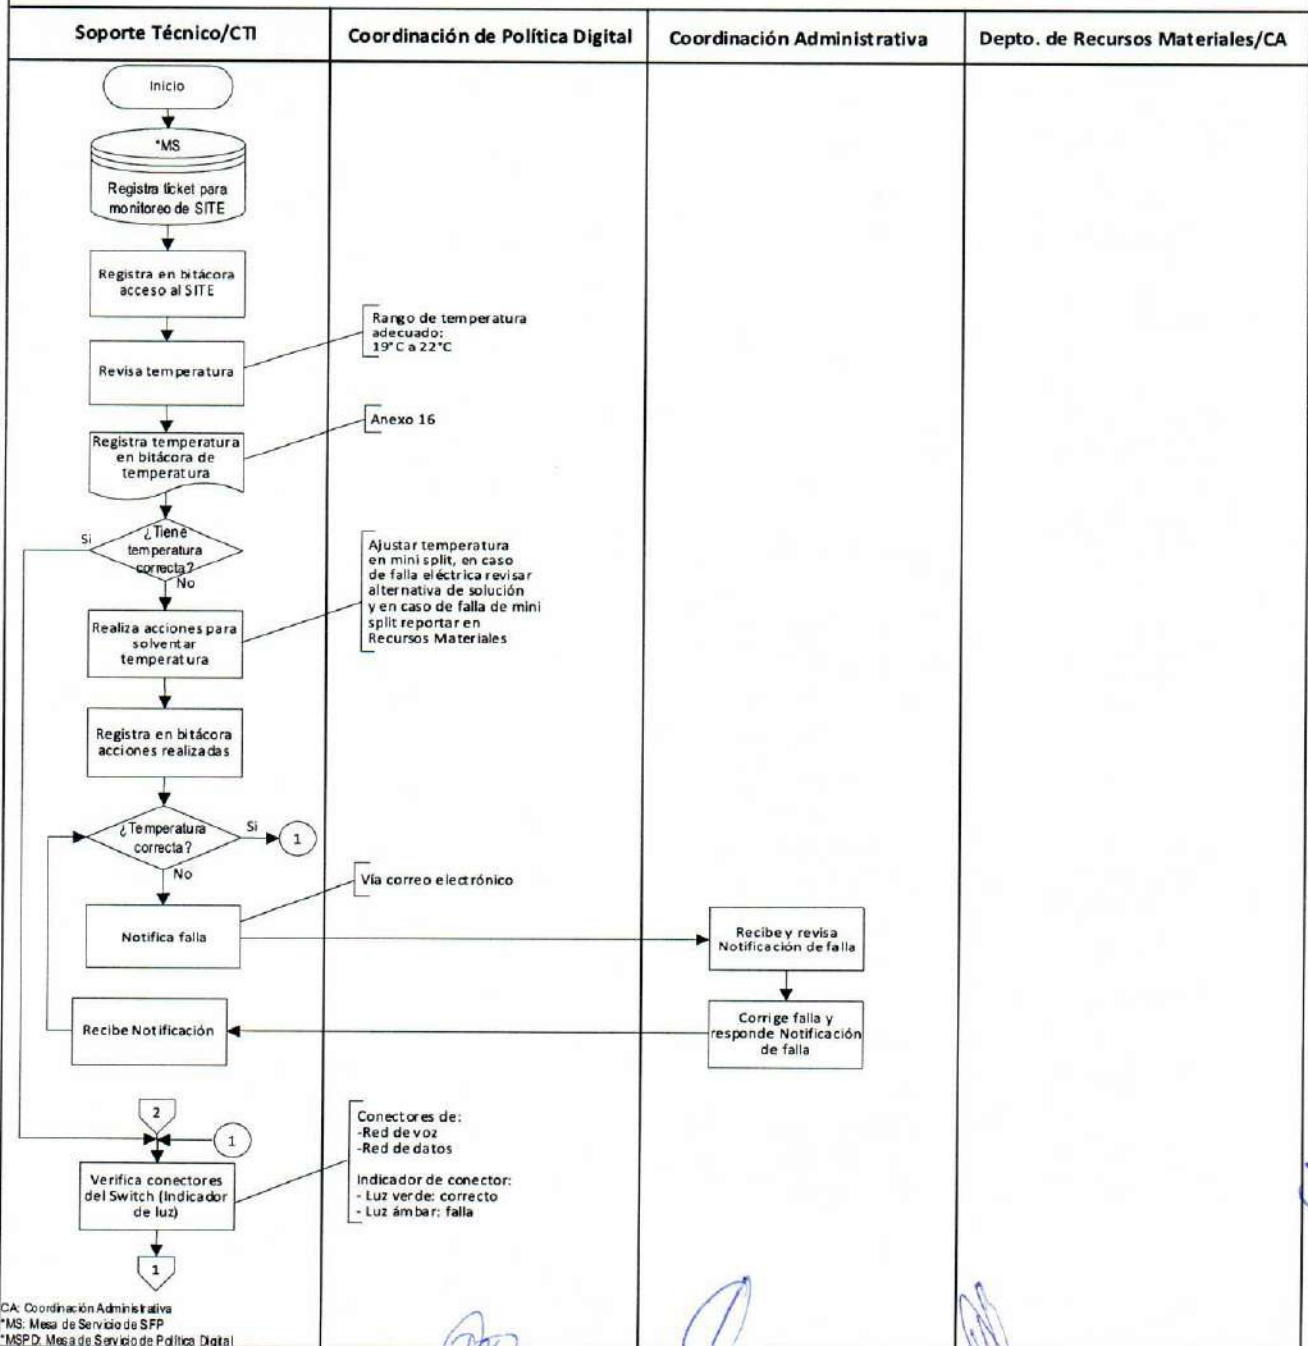 Soporte Técnico/CTI
Coordinación de Política Digital
Coordinación Administrativa
Depto. de Recursos Materiales/CA
Inicio
*MS
Registra ticket para
monitoreo de SITE
Registra en bitácora
acceso al SITE
Rango de temperatura
adecuado:
19°C a 22°C
Revisa temperatura
Anexo 16
Registra temperatura
en bitácora de
temperatura
Si
¿Tiene
temperatura
correcta?
No
Ajustar temperatura
en mini split, en caso
de falla eléctrica revisar
alternativa de solución
y en caso de falla de mini
split reportar en
Recursos Materiales
Realiza acciones para
solventar
temperatura
Registra en bitácora
acciones realizadas
¿Temperatura
correcta?
Si
1
No
Vía correo electrónico
Notifica falla
Recibe y revisa
Notificación de falla
Recibe Notificación
Corrige falla y
responde Notificación
de falla
2
1
Conectores de:
-Red de voz
-Red de datos
Indicador de conector:
- Luz verde: correcto
- Luz ámbar: falla
Verifica conectores
del Switch (Indicador
de luz)
1
CA: Coordinación Administrativa
*MS: Mesa de Servicio de SFP
*MSPD: Mesa de Servicio de Política Digital